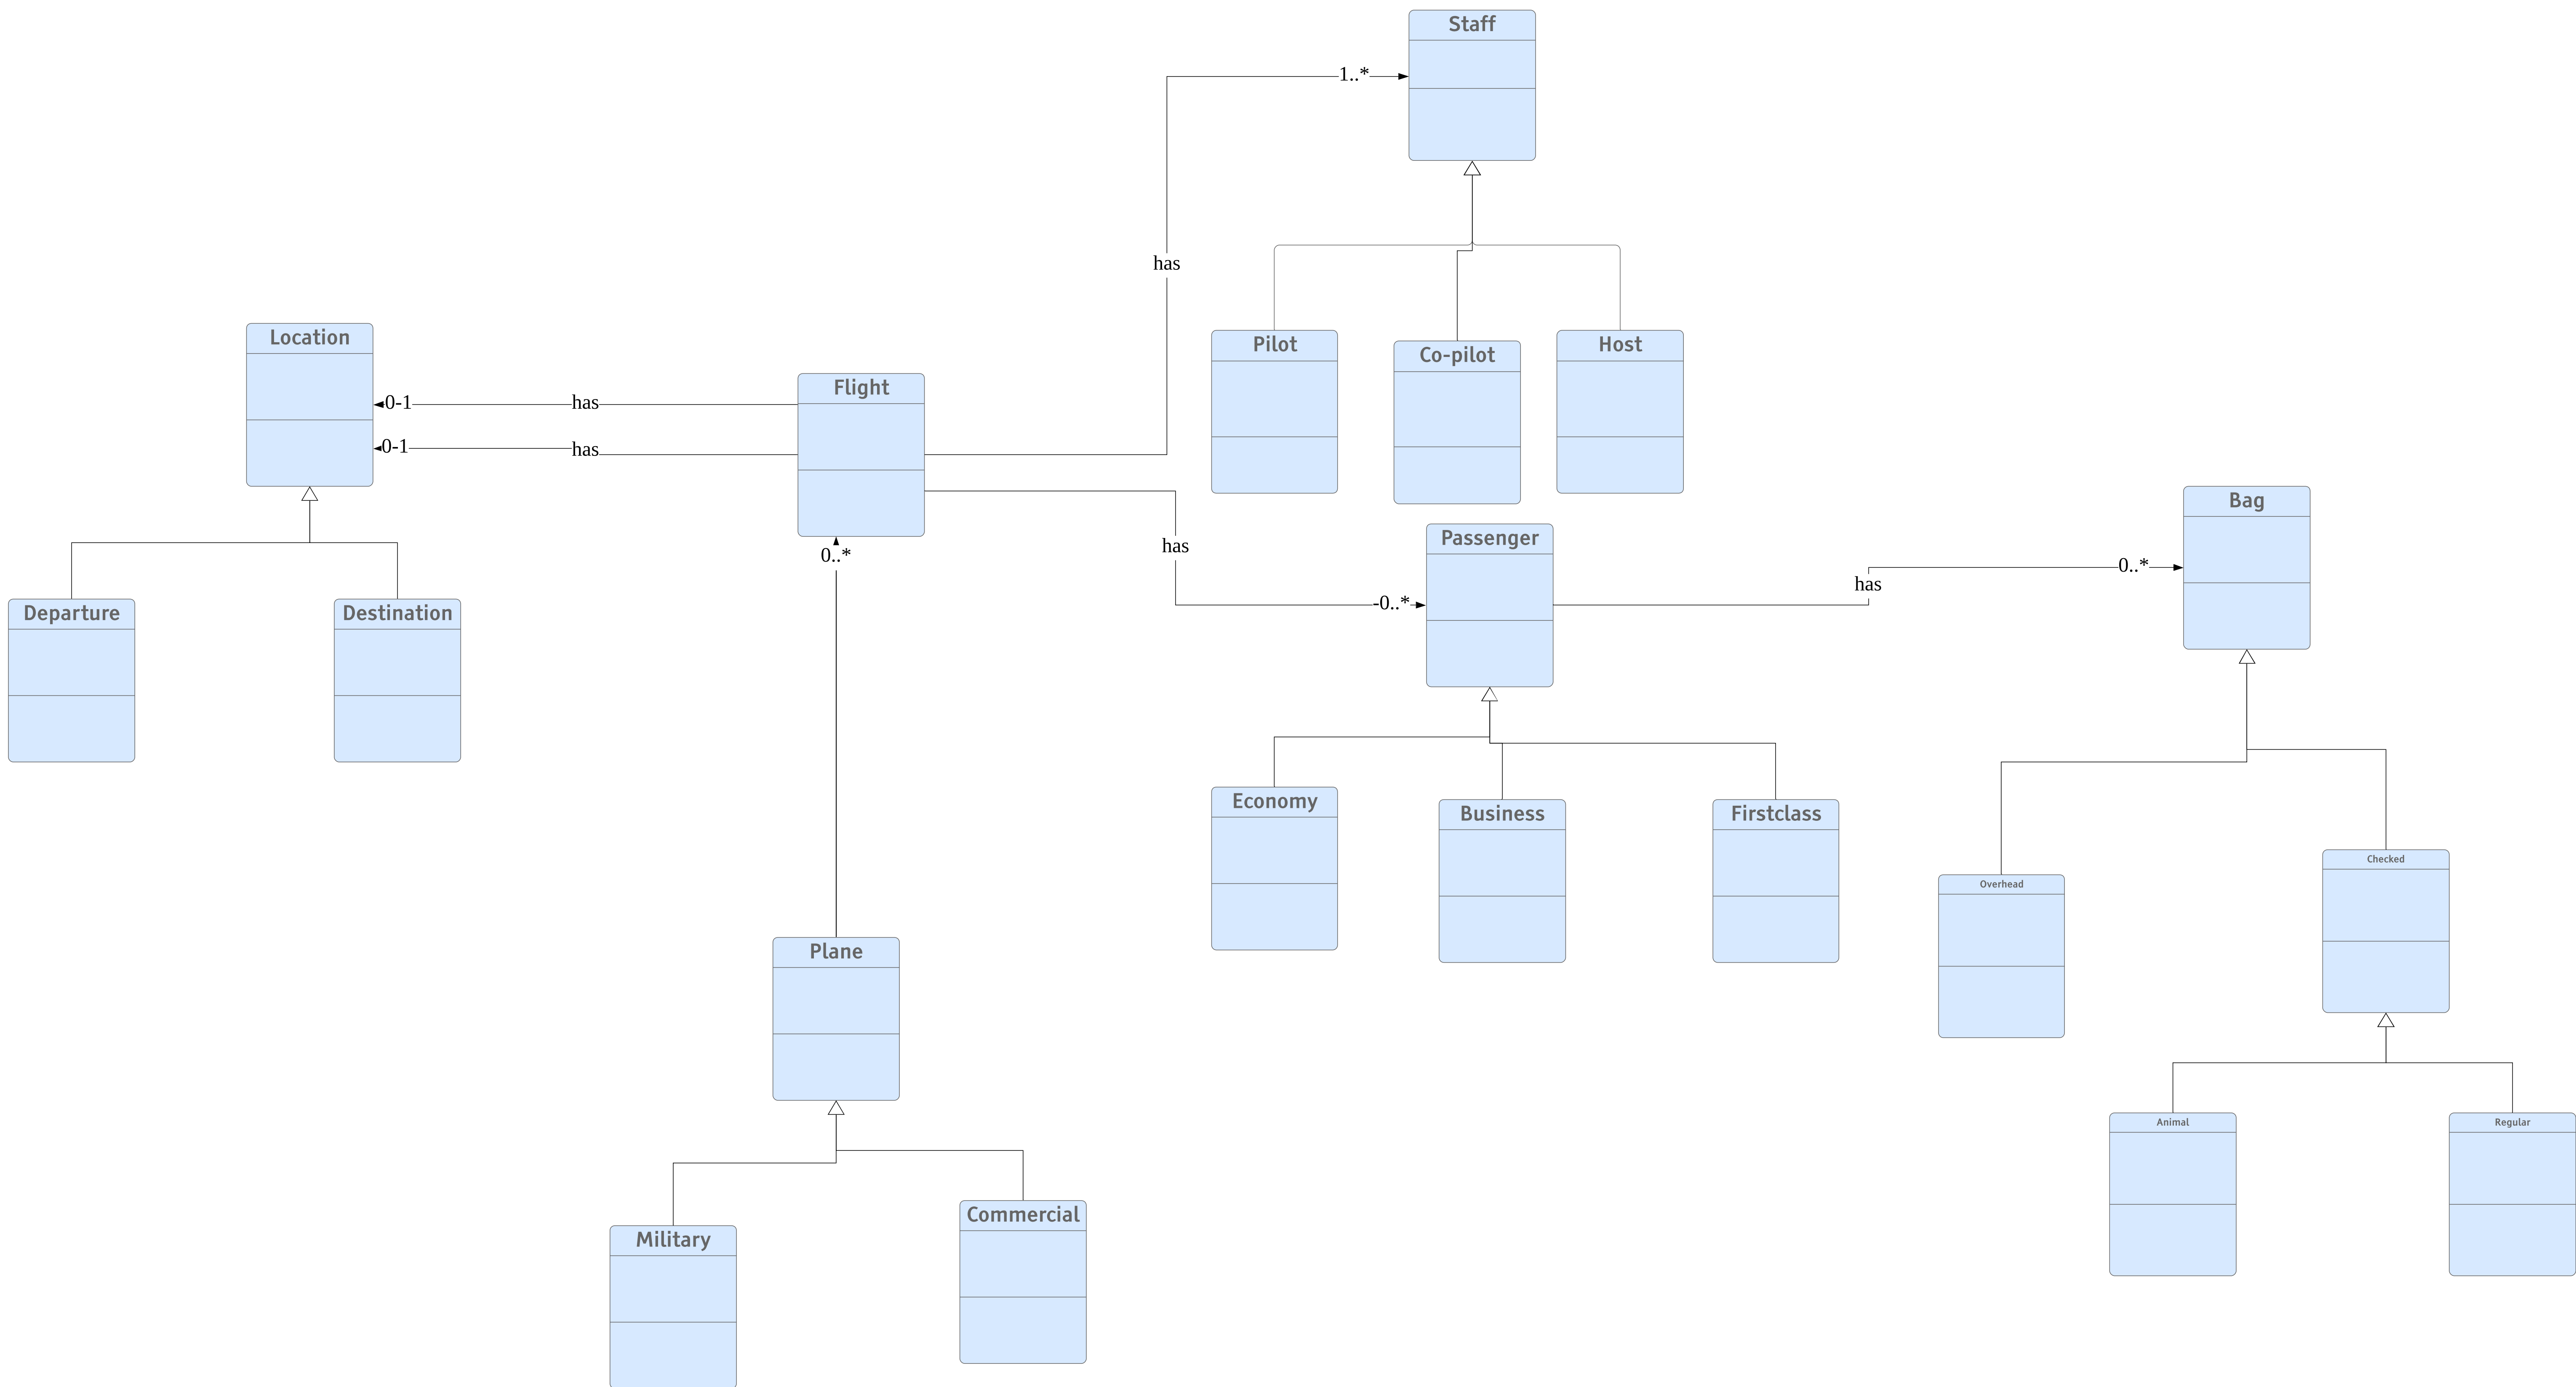 Staff
1..*
has
Location
Pilot
Co-pilot
Host
Flight
0-1
has
0-1
has
Bag
Passenger
has
0..*
0..*
has
-0..*
Departure
Destination
Economy
Business
Firstclass
Checked
Overhead
Plane
Animal
Regular
Commercial
Military